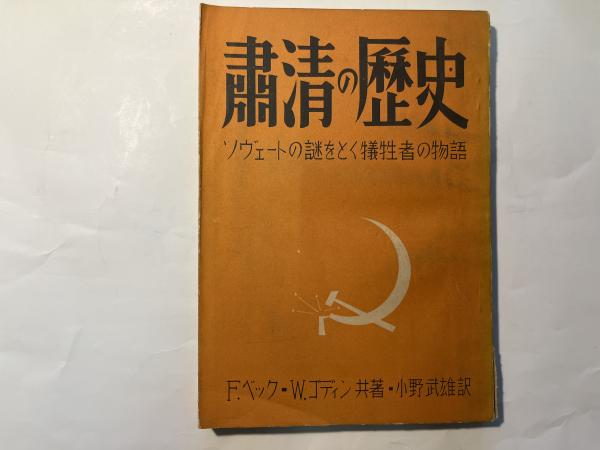 肅清の歴史
ソヴェートの謎をとく犠牲者の物語
F.ベック・W.ゴディン共著・小野武雄訳